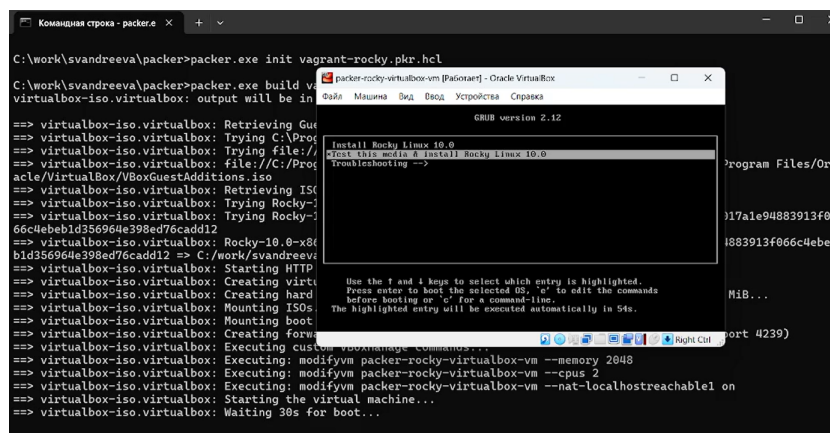 Командная строка - packer.e
C:\work\svandreeva\packer>packer.exe init vagrant-rocky.pkr.hcl
C:\work\svandreeva\packer>packer.exe build va
virtualbox-iso.virtualbox: output will be in
==> virtualbox-iso.virtualbox: Retrieving Gue
==> virtualbox-iso.virtualbox: Trying C:\Prog
==> virtualbox-iso.virtualbox: Trying file:/
==> virtualbox-iso.virtualbox: file://C:/Prog
rogram Files/Or
acle/VirtualBox/VBoxGuestAdditions.iso
==> virtualbox-iso.virtualbox: Retrieving ISO
==> virtualbox-iso.virtualbox: Trying Rocky-1
==> virtualbox-iso.virtualbox: Trying Rocky-1
017a1e94883913f0
66c4ebeb1d356964e398ed76cadd12
==> virtualbox-iso.virtualbox: Rocky-10.0-x86
4883913f066c4ebe
b1d356964e398ed76cadd12 => C:/work/svandreeva
==> virtualbox-iso.virtualbox: Starting HTTP
==> virtualbox-iso.virtualbox: Creating virtu
==> virtualbox-iso.virtualbox: Creating hard
MiB...
==> virtualbox-iso.virtualbox: Mounting ISOs.
==> virtualbox-iso.virtualbox: Mounting boot
==> virtualbox-iso.virtualbox: Creating forwa
ort 4239)
==> virtualbox-iso.virtualbox: Executing custom VBoxManage commands...
==> virtualbox-iso.virtualbox: Executing: modifyvm packer-rocky-virtualbox-vm --memory 2048
==> virtualbox-iso.virtualbox: Executing: modifyvm packer-rocky-virtualbox-vm --cpus 2
==> virtualbox-iso.virtualbox: Executing: modifyvm packer-rocky-virtualbox-vm --nat-localhostreachable1 on
==> virtualbox-iso.virtualbox: Starting the virtual machine...
==> virtualbox-iso.virtualbox: Waiting 30s for boot...
packer-rocky-virtualbox-vm [Работает] - Oracle VirtualBox
Файл Машина Вид Ввод Устройства Справка
GRUB version 2.12
Install Rocky Linux 10.0
*Test this media & install Rocky Linux 10.0
Troubleshooting -->
Use the ↑ and ↓ keys to select which entry is highlighted.
Press enter to boot the selected OS, `e' to edit the commands
before booting or `c' for a command-line.
The highlighted entry will be executed automatically in 54s.
Right Ctrl